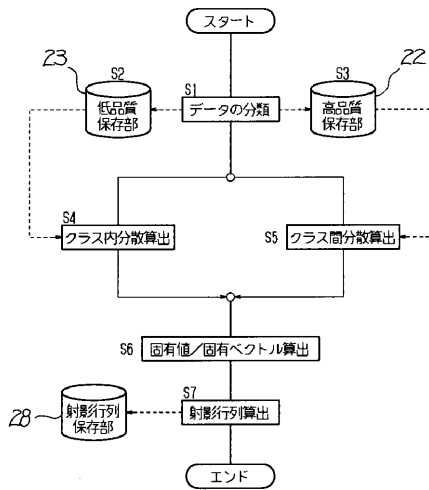 スタート
23
S2
S1
S3
22
低品質
保存部
データの分類
高品質
保存部
S4
クラス内分散算出
S5
クラス間分散算出
S6
固有値/固有ベクトル算出
S7
28
射影行列
保存部
射影行列算出
エンド